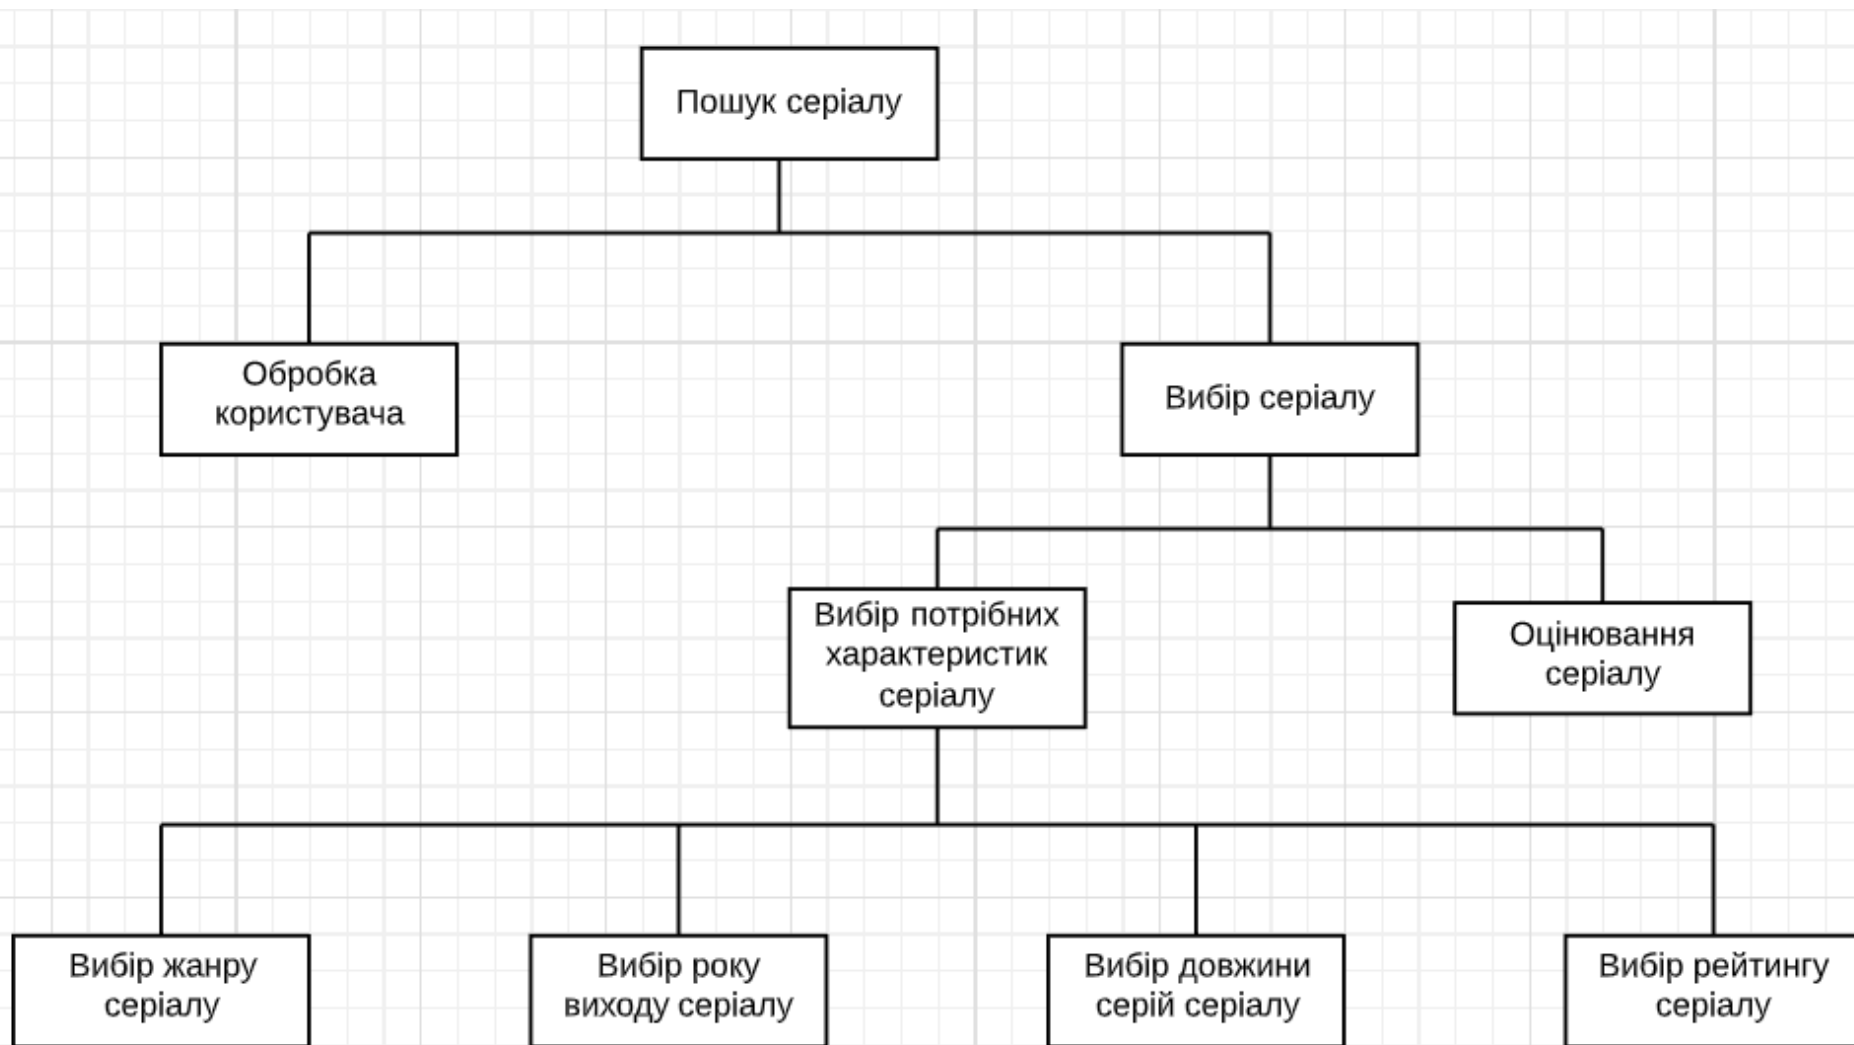 Пошук серіалу
Обробка
користувача
Вибір серіалу
Вибір потрібних
характеристик
серіалу
Оцінювання
серіалу
Вибір жанру
серіалу
Вибір року
виходу серіалу
Вибір довжини
серій серіалу
Вибір рейтингу
серіалу